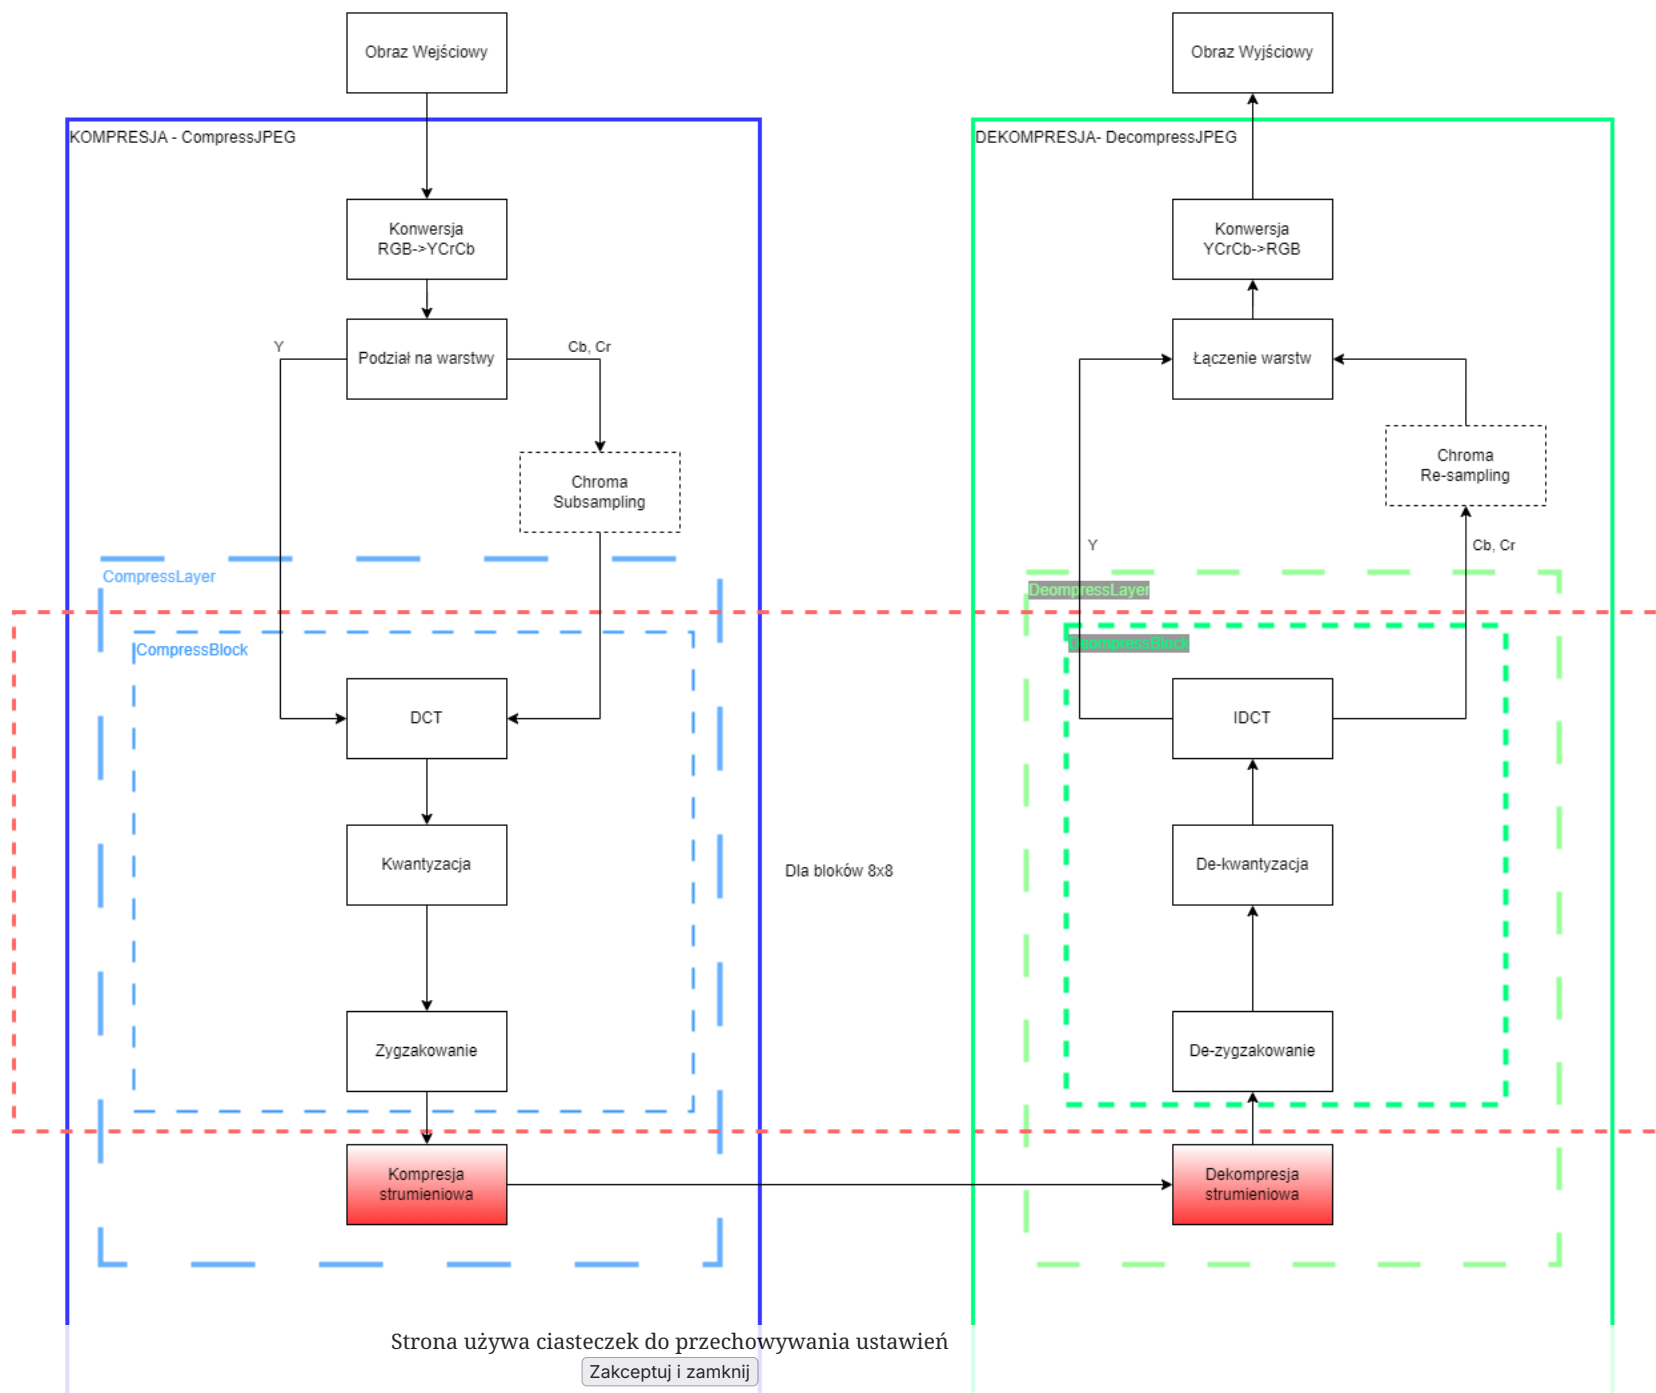 Obraz Wejściowy
KOMPRESJA - CompressJPEG
Konwersja
RGB->YCrCb
Podział na warstwy
Y
Cb, Cr
Chroma
Subsampling
CompressLayer
CompressBlock
DCT
Kwantyzacja
Zygzakowanie
Kompresja
strumieniowa
Dla bloków 8x8
Obraz Wyjściowy
DEKOMPRESJA- DecompressJPEG
Konwersja
YCrCb->RGB
Łączenie warstw
Chroma
Re-sampling
Y
Cb, Cr
DeompressLayer
DeompressBlock
IDCT
De-kwantyzacja
De-zygzakowanie
Dekompresja
strumieniowa
Strona używa ciasteczek do przechowywania ustawień
Zakceptuj i zamknij